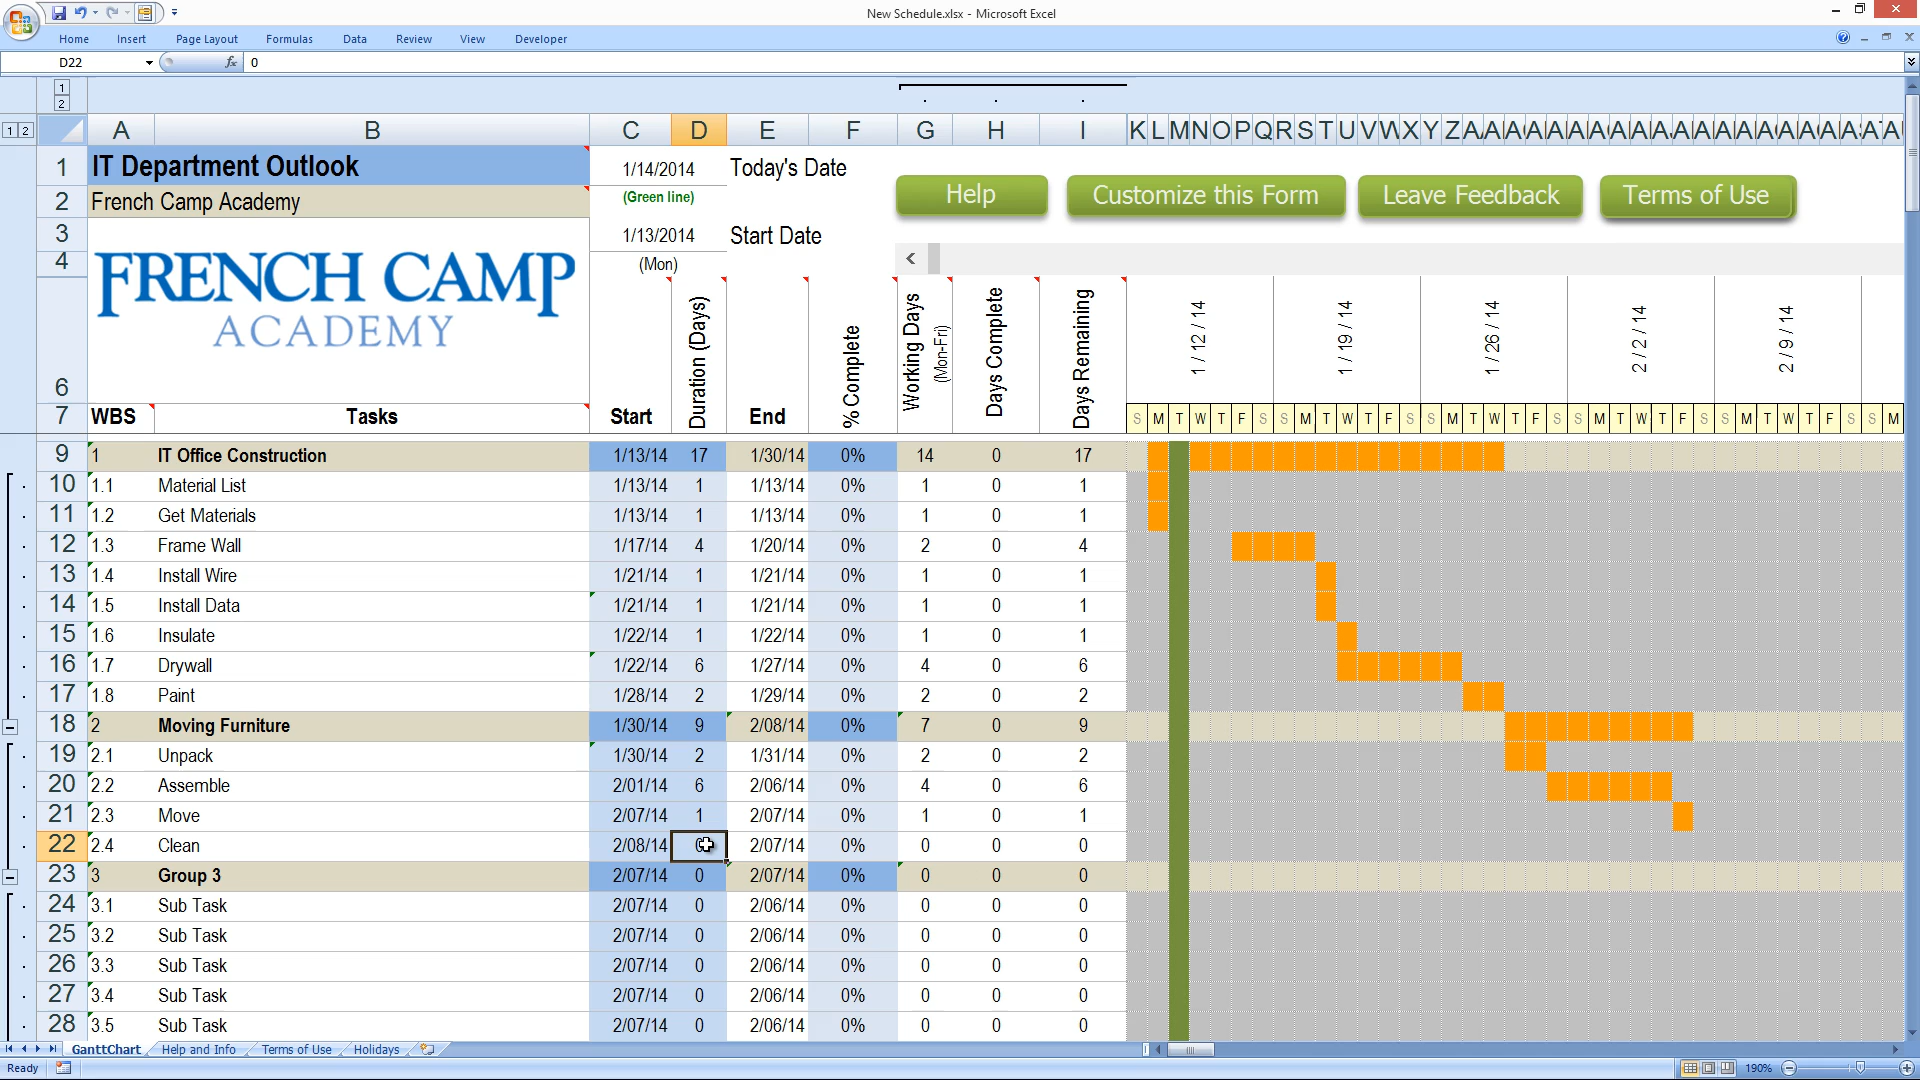 New Schedule.xlsx - Microsoft Excel
Home Insert Page Layout Formulas Data Review View Developer
D22 fx 0
1
2
1 2 A B C D E F G H I K L M N O P Q R S T U V W X Y Z
1 IT Department Outlook 1/14/2014 Today's Date
2 French Camp Academy (Green line)
Help Customize this Form Leave Feedback Terms of Use
3 1/13/2014 Start Date
4 (Mon)
FRENCH CAMP
ACADEMY
6 Duration (Days) % Complete Working Days (Mon-Fri) Days Complete Days Remaining 1 / 12 / 14 1 / 19 / 14 1 / 26 / 14 2 / 2 / 14 2 / 9 / 14
7 WBS Tasks Start End S M T W T F S S M T W T F S S M T W T F S S M T W T F S S M T W T F S S M
9 1 IT Office Construction 1/13/14 17 1/30/14 0% 14 0 17
10 1.1 Material List 1/13/14 1 1/13/14 0% 1 0 1
11 1.2 Get Materials 1/13/14 1 1/13/14 0% 1 0 1
12 1.3 Frame Wall 1/17/14 4 1/20/14 0% 2 0 4
13 1.4 Install Wire 1/21/14 1 1/21/14 0% 1 0 1
14 1.5 Install Data 1/21/14 1 1/21/14 0% 1 0 1
15 1.6 Insulate 1/22/14 1 1/22/14 0% 1 0 1
16 1.7 Drywall 1/22/14 6 1/27/14 0% 4 0 6
17 1.8 Paint 1/28/14 2 1/29/14 0% 2 0 2
18 2 Moving Furniture 1/30/14 9 2/08/14 0% 7 0 9
19 2.1 Unpack 1/30/14 2 1/31/14 0% 2 0 2
20 2.2 Assemble 2/01/14 6 2/06/14 0% 4 0 6
21 2.3 Move 2/07/14 1 2/07/14 0% 1 0 1
22 2.4 Clean 2/08/14 0 2/07/14 0% 0 0 0
23 3 Group 3 2/07/14 0 2/07/14 0% 0 0 0
24 3.1 Sub Task 2/07/14 0 2/06/14 0% 0 0 0
25 3.2 Sub Task 2/07/14 0 2/06/14 0% 0 0 0
26 3.3 Sub Task 2/07/14 0 2/06/14 0% 0 0 0
27 3.4 Sub Task 2/07/14 0 2/06/14 0% 0 0 0
28 3.5 Sub Task 2/07/14 0 2/06/14 0% 0 0 0
GanttChart Help and Info Terms of Use Holidays
Ready 190%